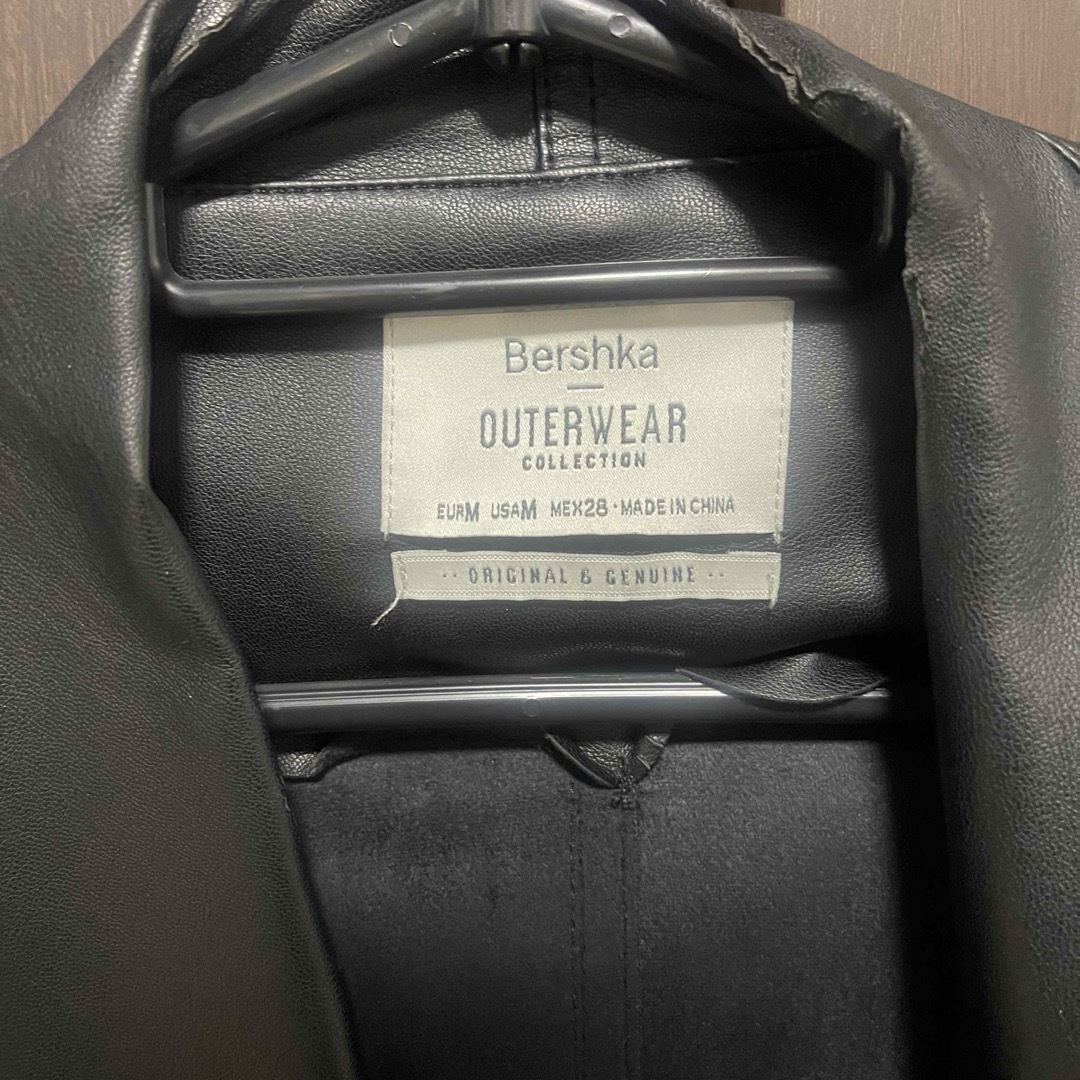 Bershka
OUTERWEAR
COLLECTION
EURM USAM MEX28 · MADE IN CHINA
·· ORIGINAL & GENUINE ··